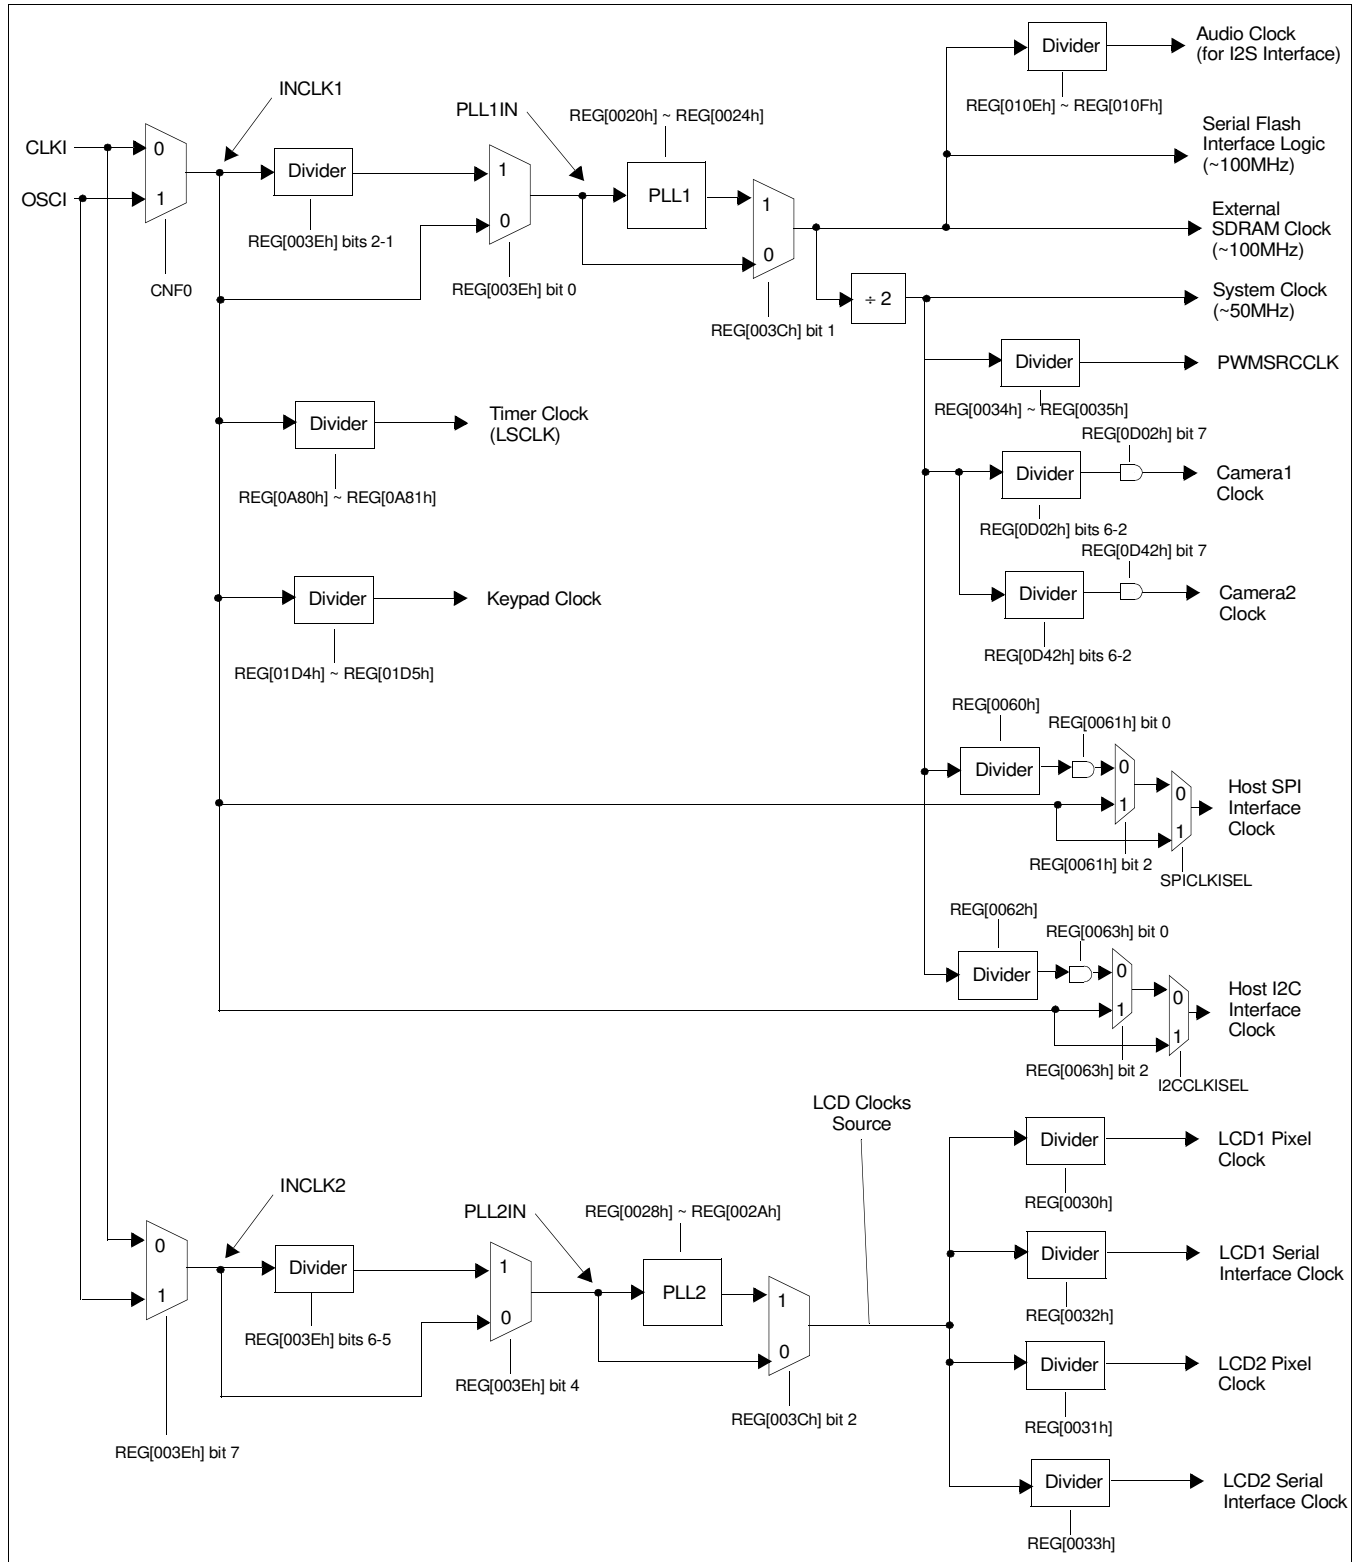 Divider
Audio Clock
(for I2S Interface)
REG[010Eh] ~ REG[010Fh]
INCLK1
PLL1IN
REG[0020h] ~ REG[0024h]
Serial Flash
Interface Logic
(~100MHz)
CLKI
OSCI
0
1
CNF0
Divider
REG[003Eh] bits 2-1
1
0
REG[003Eh] bit 0
PLL1
1
0
REG[003Ch] bit 1
External
SDRAM Clock
(~100MHz)
÷ 2
System Clock
(~50MHz)
Divider
PWMSRCCLK
REG[0034h] ~ REG[0035h]
Divider
Timer Clock
(LSCLK)
REG[0A80h] ~ REG[0A81h]
REG[0D02h] bit 7
Divider
Camera1
Clock
REG[0D02h] bits 6-2
REG[0D42h] bit 7
Divider
Camera2
Clock
REG[0D42h] bits 6-2
Divider
Keypad Clock
REG[01D4h] ~ REG[01D5h]
REG[0060h]
REG[0061h] bit 0
Divider
0
1
0
1
Host SPI
Interface
Clock
REG[0061h] bit 2
SPICLKISEL
REG[0062h]
REG[0063h] bit 0
Divider
0
1
0
1
Host I2C
Interface
Clock
REG[0063h] bit 2
I2CCLKISEL
LCD Clocks
Source
Divider
LCD1 Pixel
Clock
REG[0030h]
INCLK2
PLL2IN
REG[0028h] ~ REG[002Ah]
0
1
REG[003Eh] bit 7
Divider
REG[003Eh] bits 6-5
1
0
REG[003Eh] bit 4
PLL2
1
0
REG[003Ch] bit 2
Divider
LCD1 Serial
Interface Clock
REG[0032h]
Divider
LCD2 Pixel
Clock
REG[0031h]
Divider
LCD2 Serial
Interface Clock
REG[0033h]